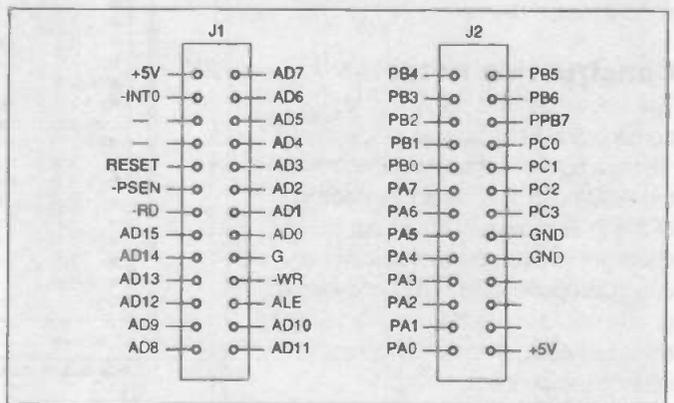 J1 J2
+5V AD7 PB4 PB5
-INT0 AD6 PB3 PB6
— AD5 PB2 PPB7
— AD4 PB1 PC0
RESET AD3 PB0 PC1
-PSEN AD2 PA7 PC2
-RD AD1 PA6 PC3
AD15 AD0 PA5 GND
AD14 G PA4 GND
AD13 -WR PA3
AD12 ALE PA2
AD9 AD10 PA1
AD8 AD11 PA0 +5V